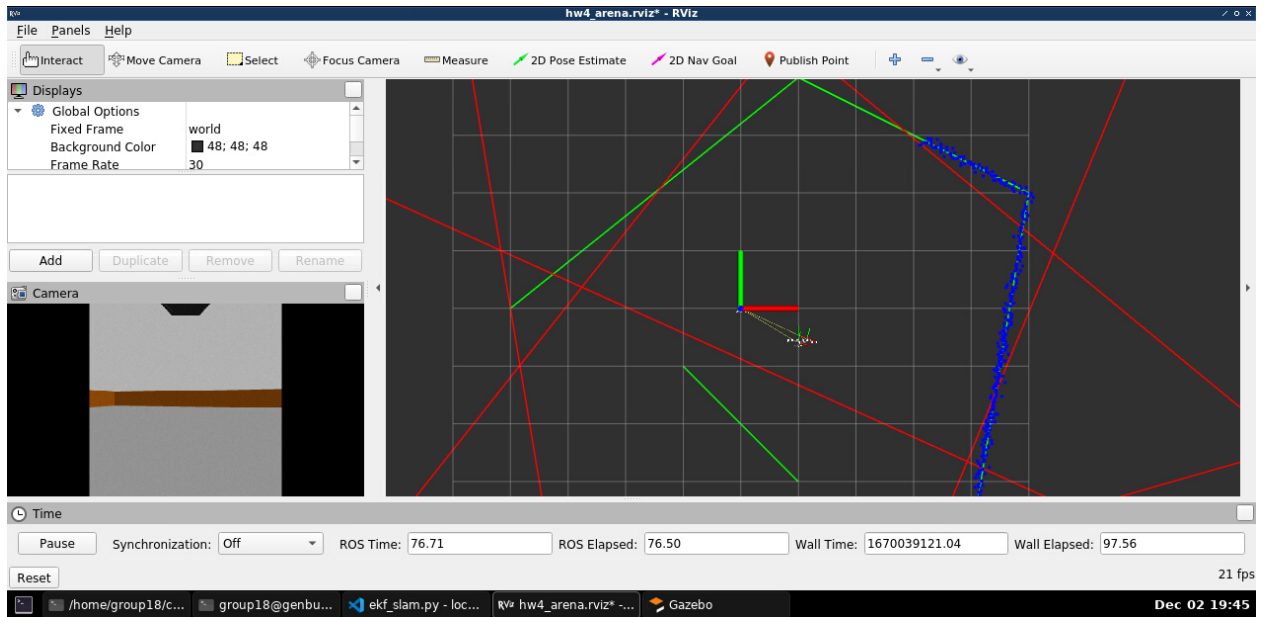 RViz
hw4_arena.rviz* - RViz
File Panels Help
Interact Move Camera Select Focus Camera Measure 2D Pose Estimate 2D Nav Goal Publish Point
Displays
Global Options
Fixed Frame world
Background Color 48; 48; 48
Frame Rate 30
Add Duplicate Remove Rename
Camera
Time
Pause Synchronization: Off ROS Time: 76.71 ROS Elapsed: 76.50 Wall Time: 1670039121.04 Wall Elapsed: 97.56
Reset 21 fps
/home/group18/c... group18@genbu... ekf_slam.py - loc... RViz hw4_arena.rviz* -... Gazebo Dec 02 19:45